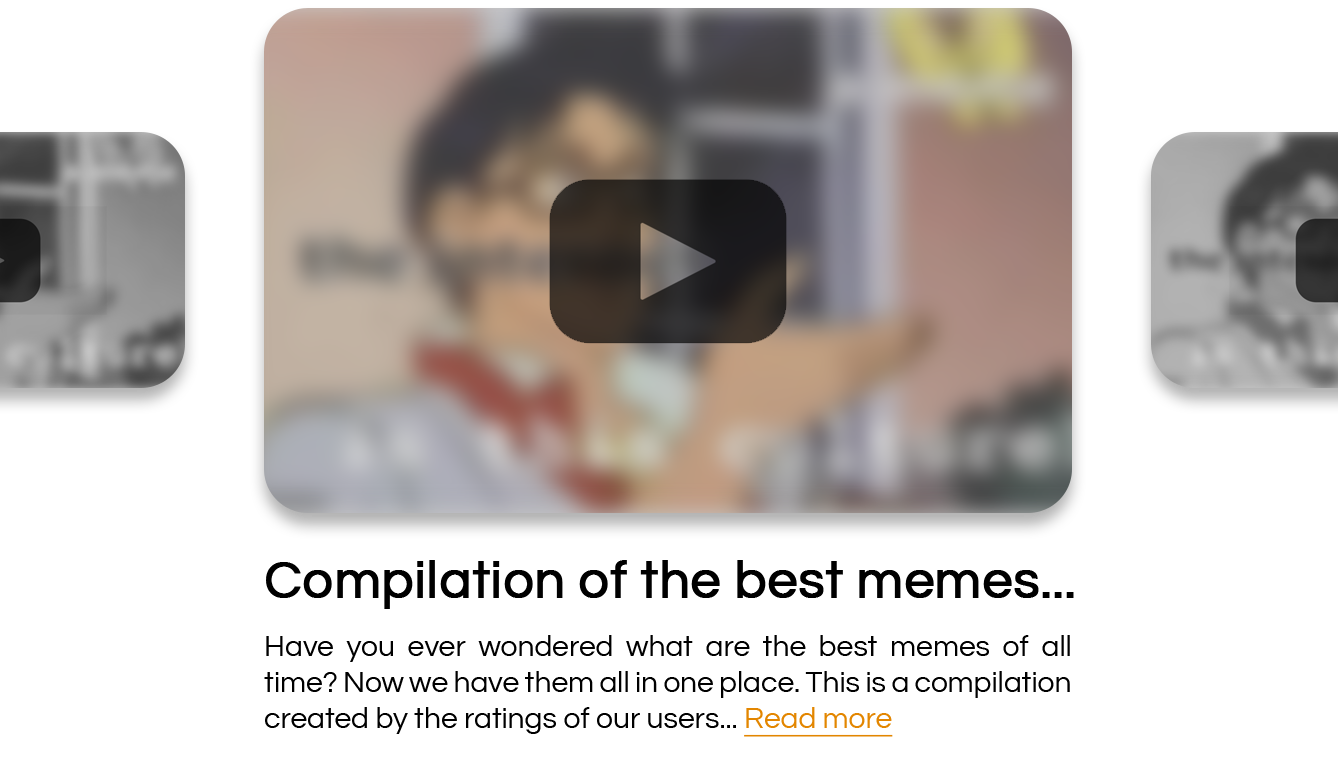 the
Compilation of the best memes...
Have you ever wondered what are the best memes of all
time? Now we have them all in one place. This is a compilation
created by the ratings of our users... Read more